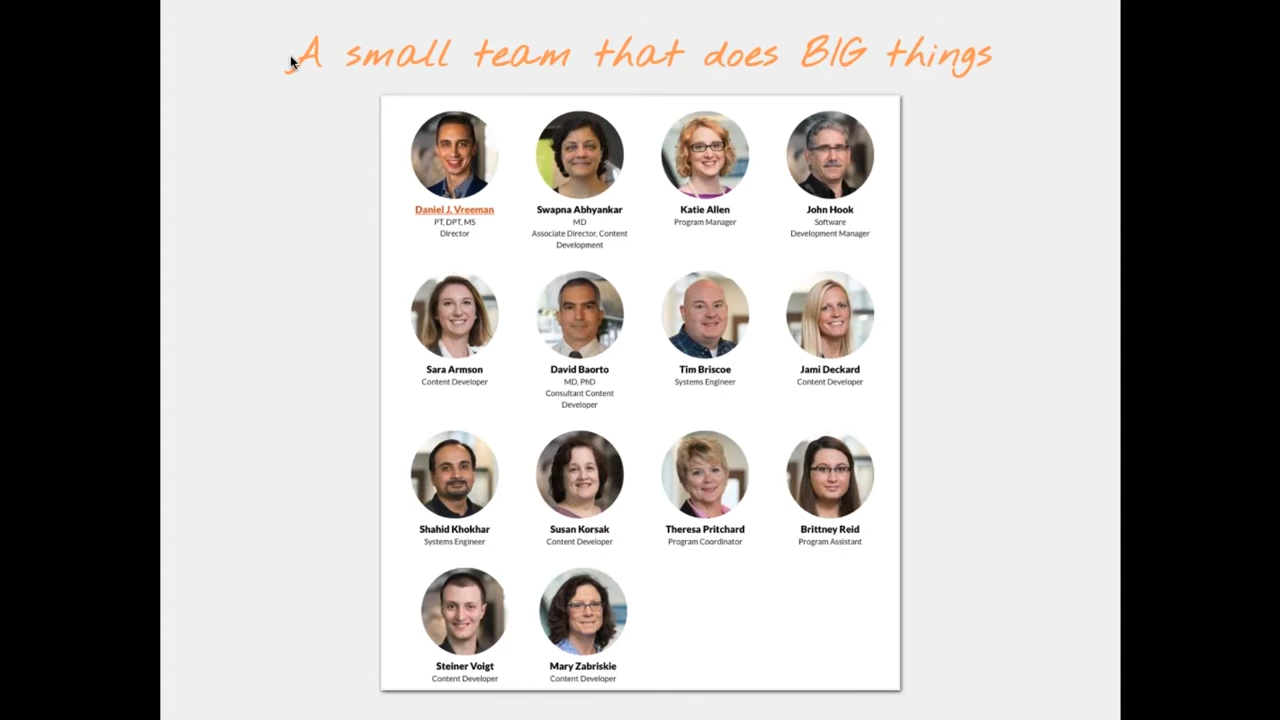 A small team that does BIG things
Daniel J. Vreeman
PT, DPT, MS
Director
Swapna Abhyankar
MD
Associate Director, Content
Development
Katie Allen
Program Manager
John Hook
Software
Development Manager
Sara Armson
Content Developer
David Baorto
MD, PhD
Consultant Content
Developer
Tim Briscoe
Systems Engineer
Jami Deckard
Content Developer
Shahid Khokhar
Systems Engineer
Susan Korsak
Content Developer
Theresa Pritchard
Program Coordinator
Brittney Reid
Program Assistant
Steiner Voigt
Content Developer
Mary Zabriskie
Content Developer